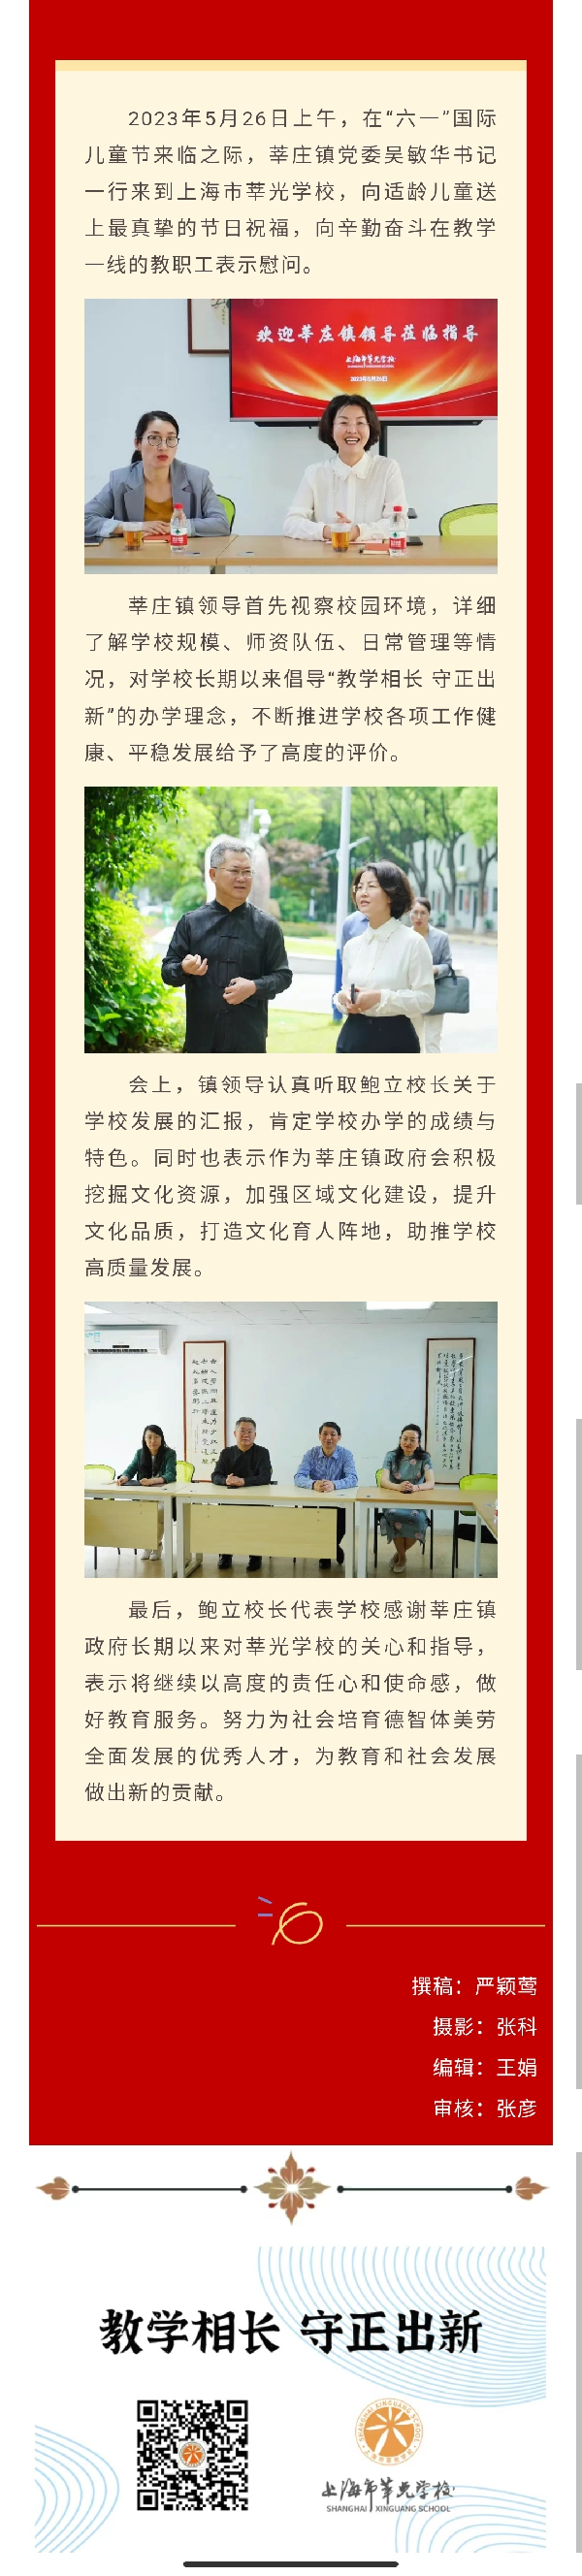 2023年5月26日上午，在“六一”国际
儿童节来临之际，莘庄镇党委吴敏华书记
一行来到上海市莘光学校，向适龄儿童送
上最真挚的节日祝福，向辛勤奋斗在教学
一线的教职工表示慰问。
欢迎莘庄镇领导莅临指导
上海市莘光学校
2023年5月26日
莘庄镇领导首先视察校园环境，详细
了解学校规模、师资队伍、日常管理等情
况，对学校长期以来倡导“教学相长 守正出
新”的办学理念，不断推进学校各项工作健
康、平稳发展给予了高度的评价。
会上，镇领导认真听取鲍立校长关于
学校发展的汇报，肯定学校办学的成绩与
特色。同时也表示作为莘庄镇政府会积极
挖掘文化资源，加强区域文化建设，提升
文化品质，打造文化育人阵地，助推学校
高质量发展。
最后，鲍立校长代表学校感谢莘庄镇
政府长期以来对莘光学校的关心和指导，
表示将继续以高度的责任心和使命感，做
好教育服务。努力为社会培育德智体美劳
全面发展的优秀人才，为教育和社会发展
做出新的贡献。
撰稿：严颖莺
摄影：张科
编辑：王娟
审核：张彦
教学相长 守正出新
上海市莘光学校
SHANGHAI XINGUANG SCHOOL